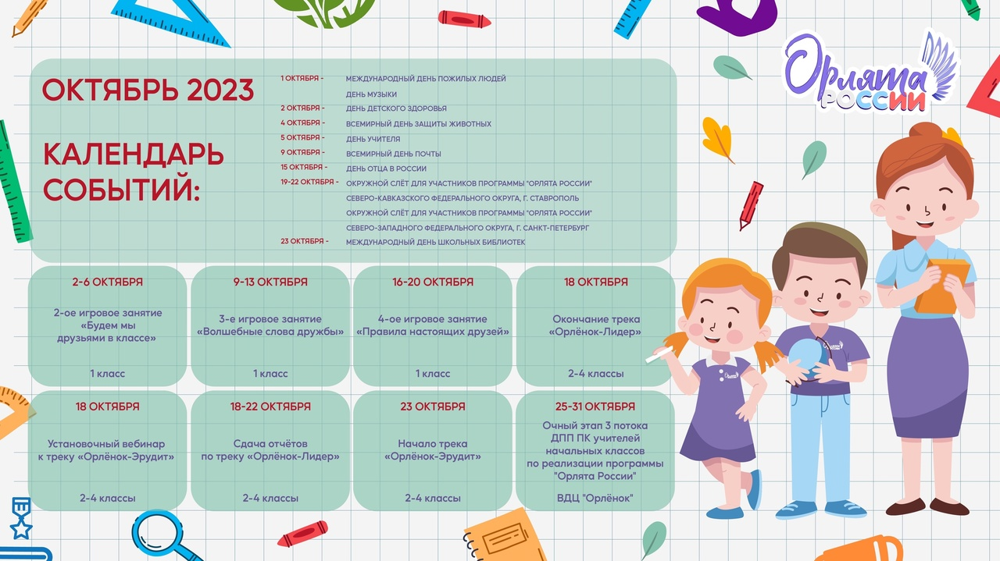 ОКТЯБРЬ 2023
КАЛЕНДАРЬ
СОБЫТИЙ:
1 ОКТЯБРЯ - МЕЖДУНАРОДНЫЙ ДЕНЬ ПОЖИЛЫХ ЛЮДЕЙ
ДЕНЬ МУЗЫКИ
2 ОКТЯБРЯ - ДЕНЬ ДЕТСКОГО ЗДОРОВЬЯ
4 ОКТЯБРЯ - ВСЕМИРНЫЙ ДЕНЬ ЗАЩИТЫ ЖИВОТНЫХ
5 ОКТЯБРЯ - ДЕНЬ УЧИТЕЛЯ
9 ОКТЯБРЯ - ВСЕМИРНЫЙ ДЕНЬ ПОЧТЫ
15 ОКТЯБРЯ - ДЕНЬ ОТЦА В РОССИИ
19-22 ОКТЯБРЯ - ОКРУЖНОЙ СЛЁТ ДЛЯ УЧАСТНИКОВ ПРОГРАММЫ "ОРЛЯТА РОССИИ"
СЕВЕРО-КАВКАЗСКОГО ФЕДЕРАЛЬНОГО ОКРУГА, Г. СТАВРОПОЛЬ
ОКРУЖНОЙ СЛЁТ ДЛЯ УЧАСТНИКОВ ПРОГРАММЫ "ОРЛЯТА РОССИИ"
СЕВЕРО-ЗАПАДНОГО ФЕДЕРАЛЬНОГО ОКРУГА, Г. САНКТ-ПЕТЕРБУРГ
23 ОКТЯБРЯ - МЕЖДУНАРОДНЫЙ ДЕНЬ ШКОЛЬНЫХ БИБЛИОТЕК
Орлята
РОССИИ
2-6 ОКТЯБРЯ
2-ое игровое занятие
«Будем мы
друзьями в классе»
1 класс
9-13 ОКТЯБРЯ
3-е игровое занятие
«Волшебные слова дружбы»
1 класс
16-20 ОКТЯБРЯ
4-ое игровое занятие
«Правила настоящих друзей»
1 класс
18 ОКТЯБРЯ
Окончание трека
«Орлёнок-Лидер»
2-4 классы
18 ОКТЯБРЯ
Установочный вебинар
к треку «Орлёнок-Эрудит»
2-4 классы
18-22 ОКТЯБРЯ
Сдача отчётов
по треку «Орлёнок-Лидер»
2-4 классы
23 ОКТЯБРЯ
Начало трека
«Орлёнок-Эрудит»
2-4 классы
25-31 ОКТЯБРЯ
Очный этап 3 потока
ДПП ПК учителей
начальных классов
по реализации программы
"Орлята России"
ВДЦ "Орлёнок"